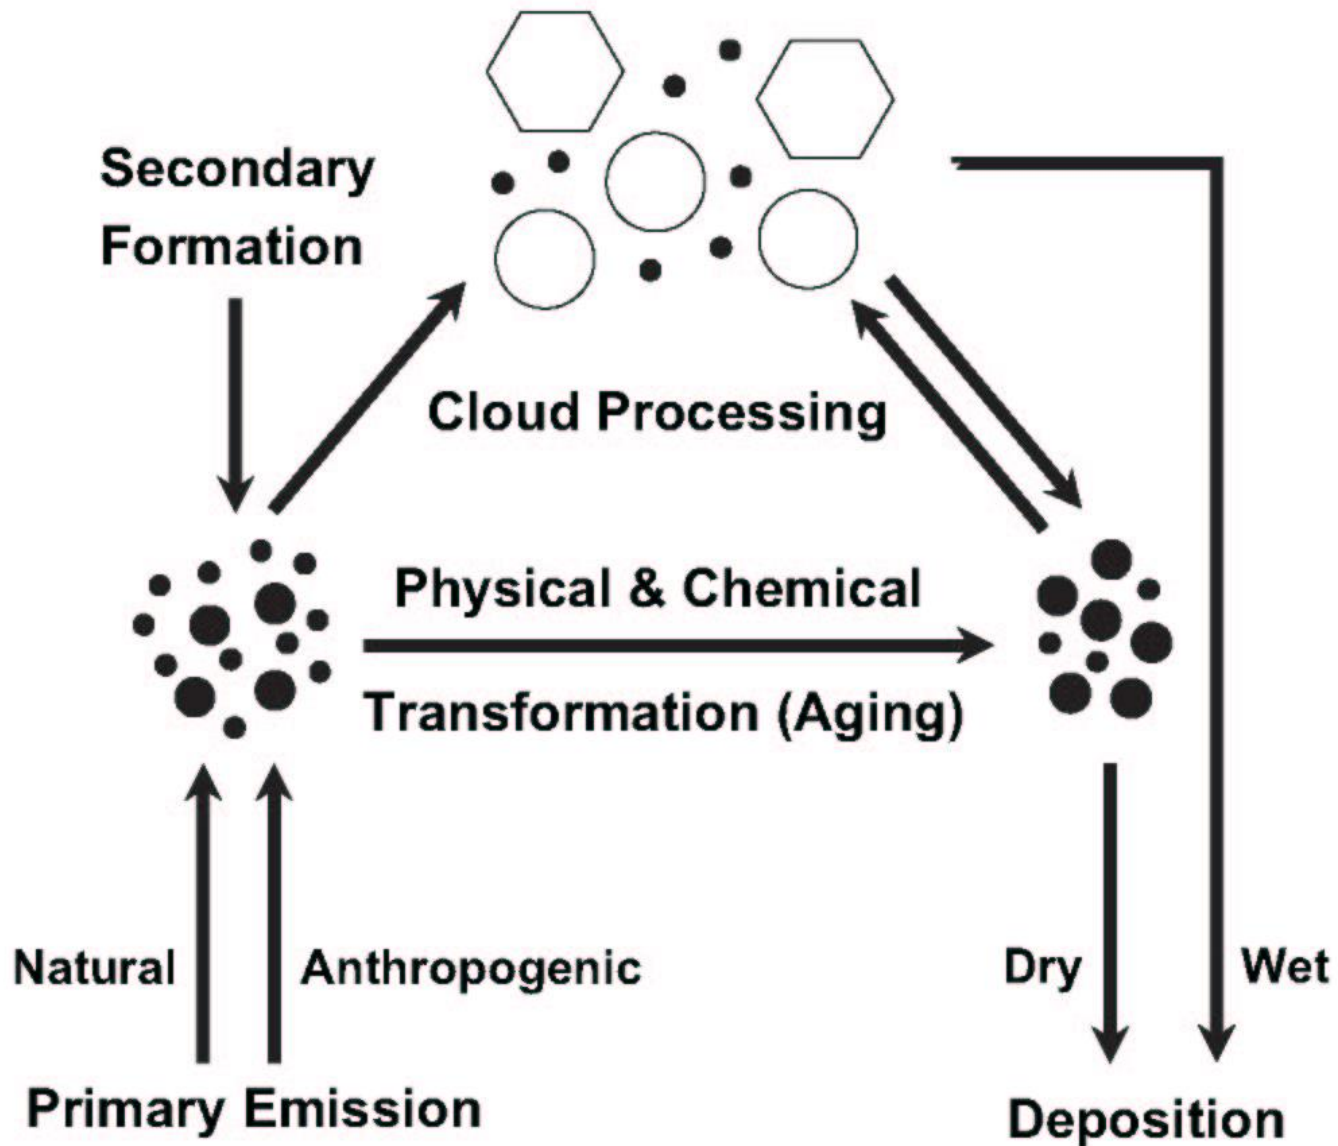 Secondary
Formation
Cloud Processing
Physical & Chemical
Transformation (Aging)
Natural
Anthropogenic
Dry
Wet
Primary Emission
Deposition